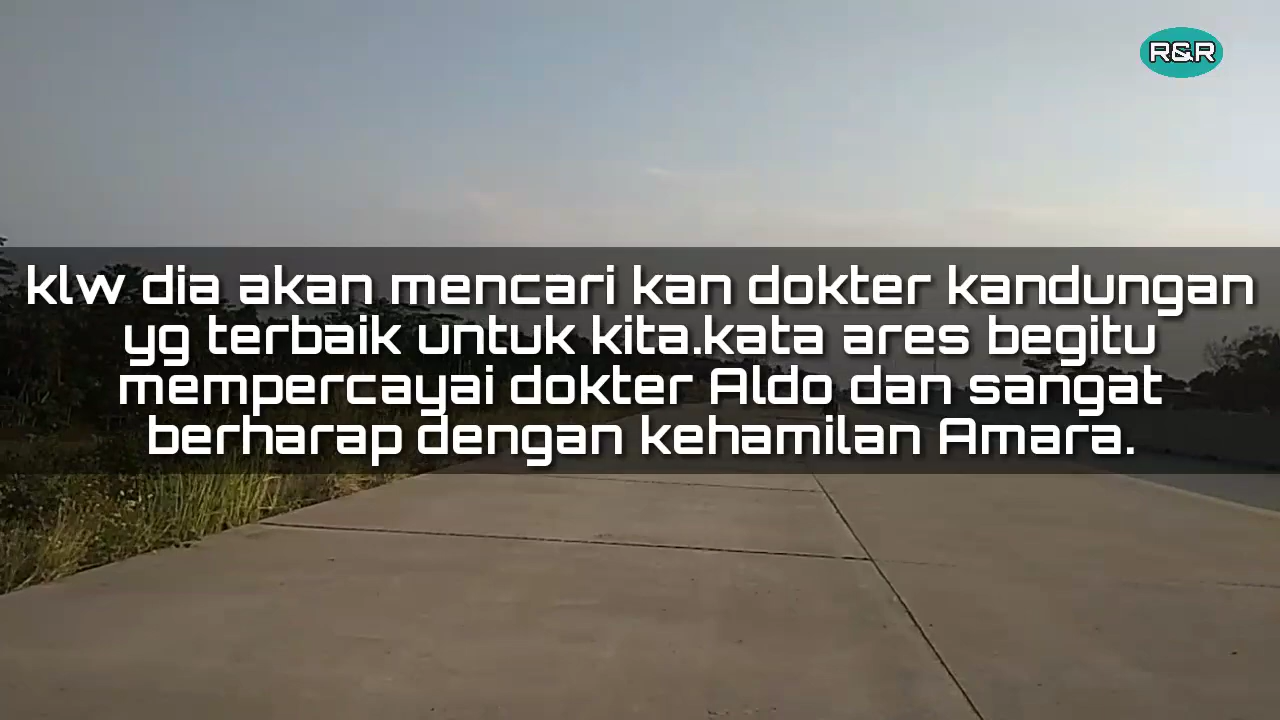 R&R
klw dia akan mencari kan dokter kandungan
yg terbaik untuk kita.kata ares begitu
mempercayai dokter Aldo dan sangat
berharap dengan kehamilan Amara.